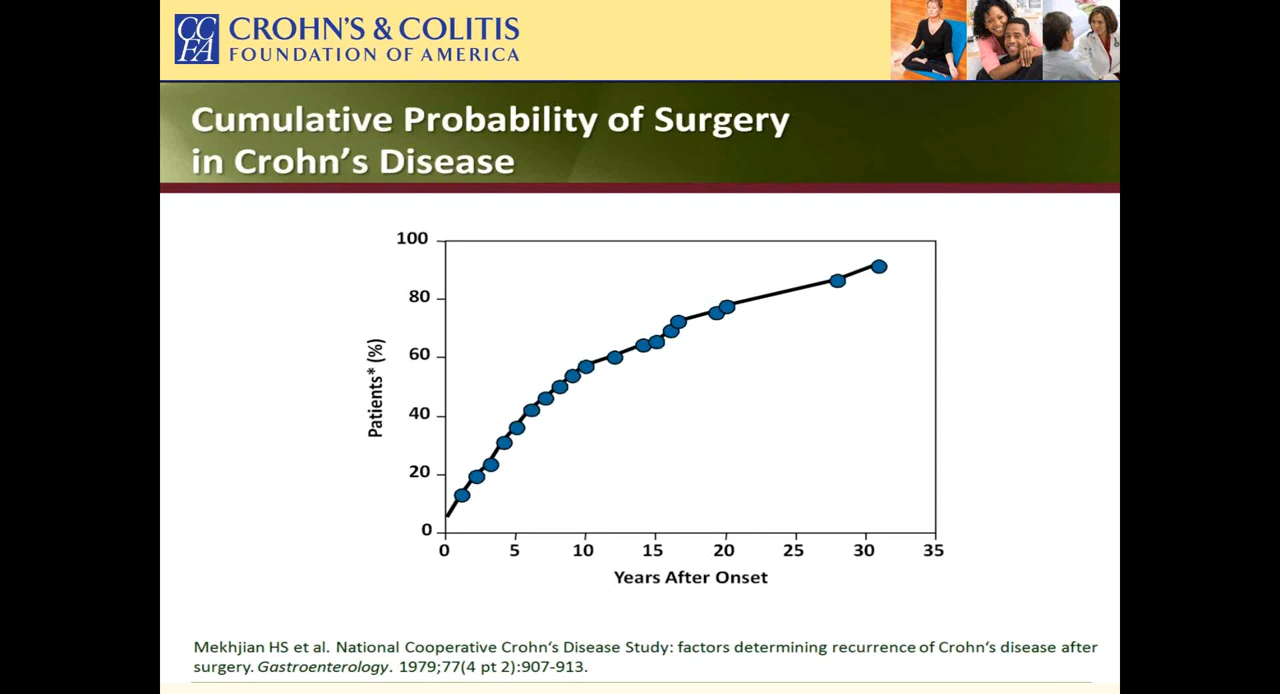 CCFA
CROHN'S & COLITIS
FOUNDATION OF AMERICA
Cumulative Probability of Surgery
in Crohn's Disease
100
80
60
40
20
0
Patients* (%)
0 5 10 15 20 25 30 35
Years After Onset
Mekhjian HS et al. National Cooperative Crohn‘s Disease Study: factors determining recurrence of Crohn‘s disease after
surgery. Gastroenterology. 1979;77(4 pt 2):907-913.